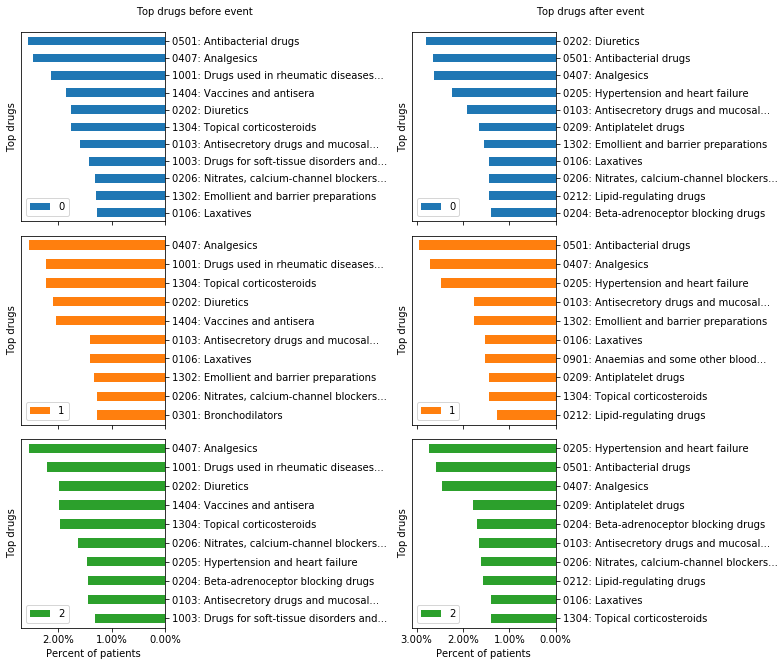 Top drugs before event
Top drugs
0501: Antibacterial drugs
0407: Analgesics
1001: Drugs used in rheumatic diseases...
1404: Vaccines and antisera
0202: Diuretics
1304: Topical corticosteroids
0103: Antisecretory drugs and mucosal...
1003: Drugs for soft-tissue disorders and...
0206: Nitrates, calcium-channel blockers...
1302: Emollient and barrier preparations
0106: Laxatives
0
Top drugs
0407: Analgesics
1001: Drugs used in rheumatic diseases...
1304: Topical corticosteroids
0202: Diuretics
1404: Vaccines and antisera
0103: Antisecretory drugs and mucosal...
0106: Laxatives
1302: Emollient and barrier preparations
0206: Nitrates, calcium-channel blockers...
0301: Bronchodilators
1
Top drugs
0407: Analgesics
1001: Drugs used in rheumatic diseases...
0202: Diuretics
1404: Vaccines and antisera
1304: Topical corticosteroids
0206: Nitrates, calcium-channel blockers...
0205: Hypertension and heart failure
0204: Beta-adrenoceptor blocking drugs
0103: Antisecretory drugs and mucosal...
1003: Drugs for soft-tissue disorders and...
2
2.00% 1.00% 0.00%
Percent of patients
Top drugs after event
Top drugs
0202: Diuretics
0501: Antibacterial drugs
0407: Analgesics
0205: Hypertension and heart failure
0103: Antisecretory drugs and mucosal...
0209: Antiplatelet drugs
1302: Emollient and barrier preparations
0106: Laxatives
0206: Nitrates, calcium-channel blockers...
0212: Lipid-regulating drugs
0204: Beta-adrenoceptor blocking drugs
0
Top drugs
0501: Antibacterial drugs
0407: Analgesics
0205: Hypertension and heart failure
0103: Antisecretory drugs and mucosal...
1302: Emollient and barrier preparations
0106: Laxatives
0901: Anaemias and some other blood...
0209: Antiplatelet drugs
1304: Topical corticosteroids
0212: Lipid-regulating drugs
1
Top drugs
0205: Hypertension and heart failure
0501: Antibacterial drugs
0407: Analgesics
0209: Antiplatelet drugs
0204: Beta-adrenoceptor blocking drugs
0103: Antisecretory drugs and mucosal...
0206: Nitrates, calcium-channel blockers...
0212: Lipid-regulating drugs
0106: Laxatives
1304: Topical corticosteroids
2
3.00% 2.00% 1.00% 0.00%
Percent of patients